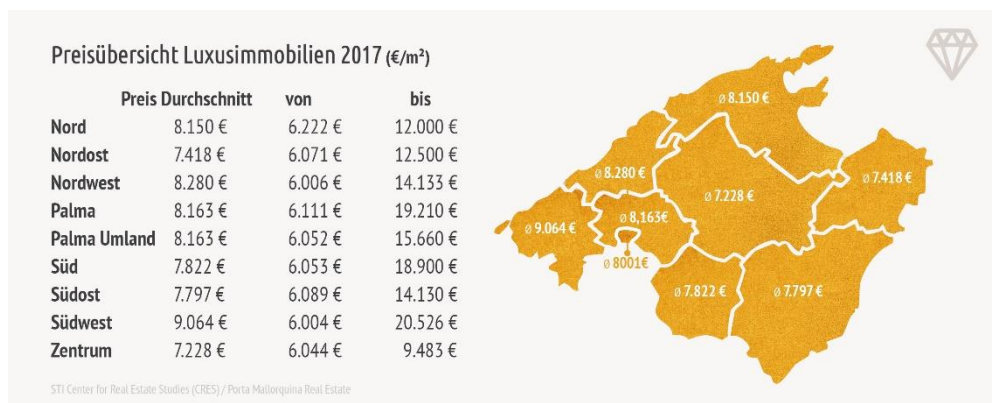 Preisübersicht Luxusimmobilien 2017 (€/m²)
Preis Durchschnitt von bis
Nord 8.150 € 6.222 € 12.000 €
Nordost 7.418 € 6.071 € 12.500 €
Nordwest 8.280 € 6.006 € 14.133 €
Palma 8.163 € 6.111 € 19.210 €
Palma Umland 8.163 € 6.052 € 15.660 €
Süd 7.822 € 6.053 € 18.900 €
Südost 7.797 € 6.089 € 14.130 €
Südwest 9.064 € 6.004 € 20.526 €
Zentrum 7.228 € 6.044 € 9.483 €
STI Center for Real Estate Studies (CRES) / Porta Mallorquina Real Estate
ø 8.150 €
ø 8.280 €
ø 7.418 €
ø 7.228 €
ø 9.064 €
ø 8,163€
ø 8001€
ø 7.822 €
ø 7.797 €